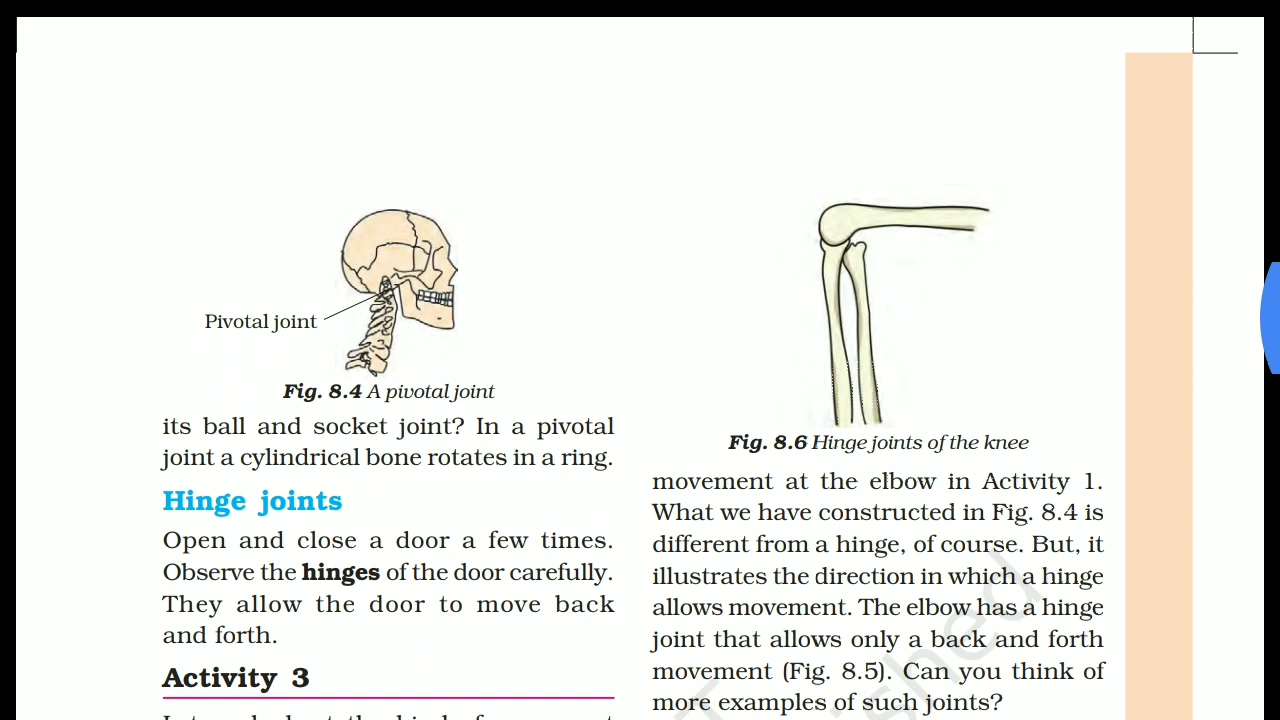 Pivotal joint
Fig. 8.4 A pivotal joint
its ball and socket joint? In a pivotal
joint a cylindrical bone rotates in a ring.
Hinge joints
Open and close a door a few times.
Observe the hinges of the door carefully.
They allow the door to move back
and forth.
Activity 3
Fig. 8.6 Hinge joints of the knee
movement at the elbow in Activity 1.
What we have constructed in Fig. 8.4 is
different from a hinge, of course. But, it
illustrates the direction in which a hinge
allows movement. The elbow has a hinge
joint that allows only a back and forth
movement (Fig. 8.5). Can you think of
more examples of such joints?